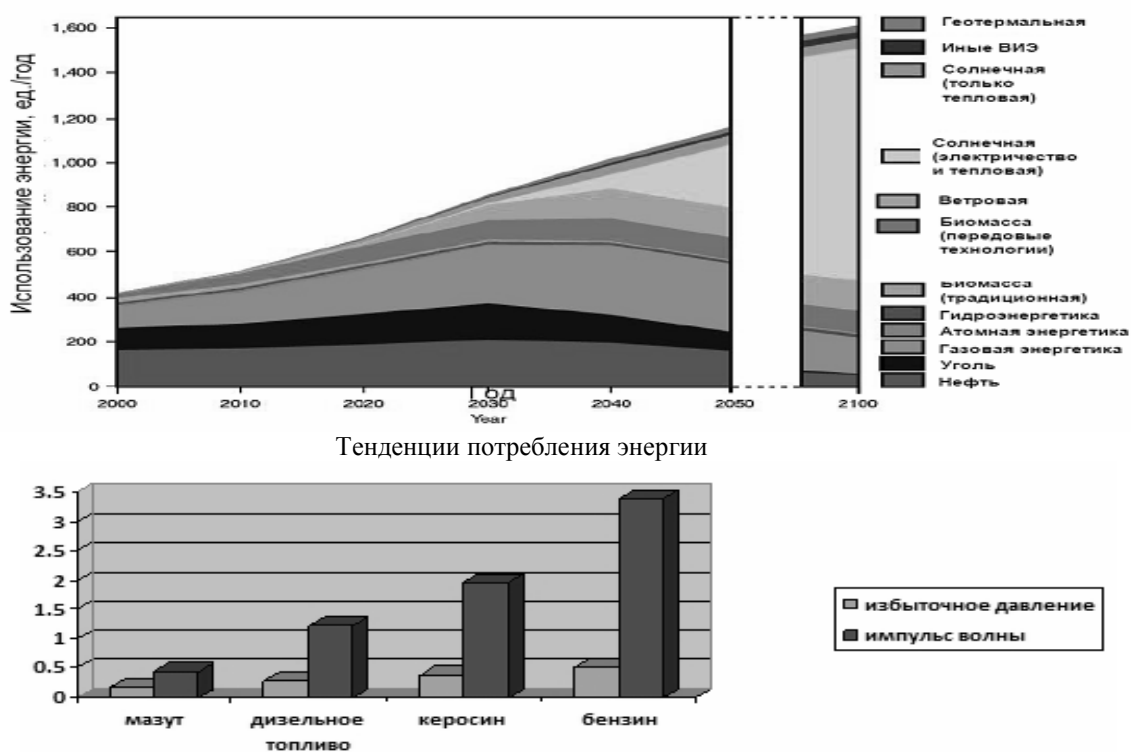 Использование энергии, ед./год
1,600
1,400
1,200
1,000
800
600
400
200
0
2000
2010
2020
2030
2040
2050
2100
Год
Year
Геотермальная
Иные ВИЭ
Солнечная
(только
тепловая)
Солнечная
(электричество
и тепловая)
Ветровая
Биомасса
(передовые
технологии)
Биомасса
(традиционная)
Гидроэнергетика
Атомная энергетика
Газовая энергетика
Уголь
Нефть
Тенденции потребления энергии
3.5
3
2.5
2
1.5
1
0.5
0
мазут
дизельное
топливо
керосин
бензин
избыточное давление
импульс волны